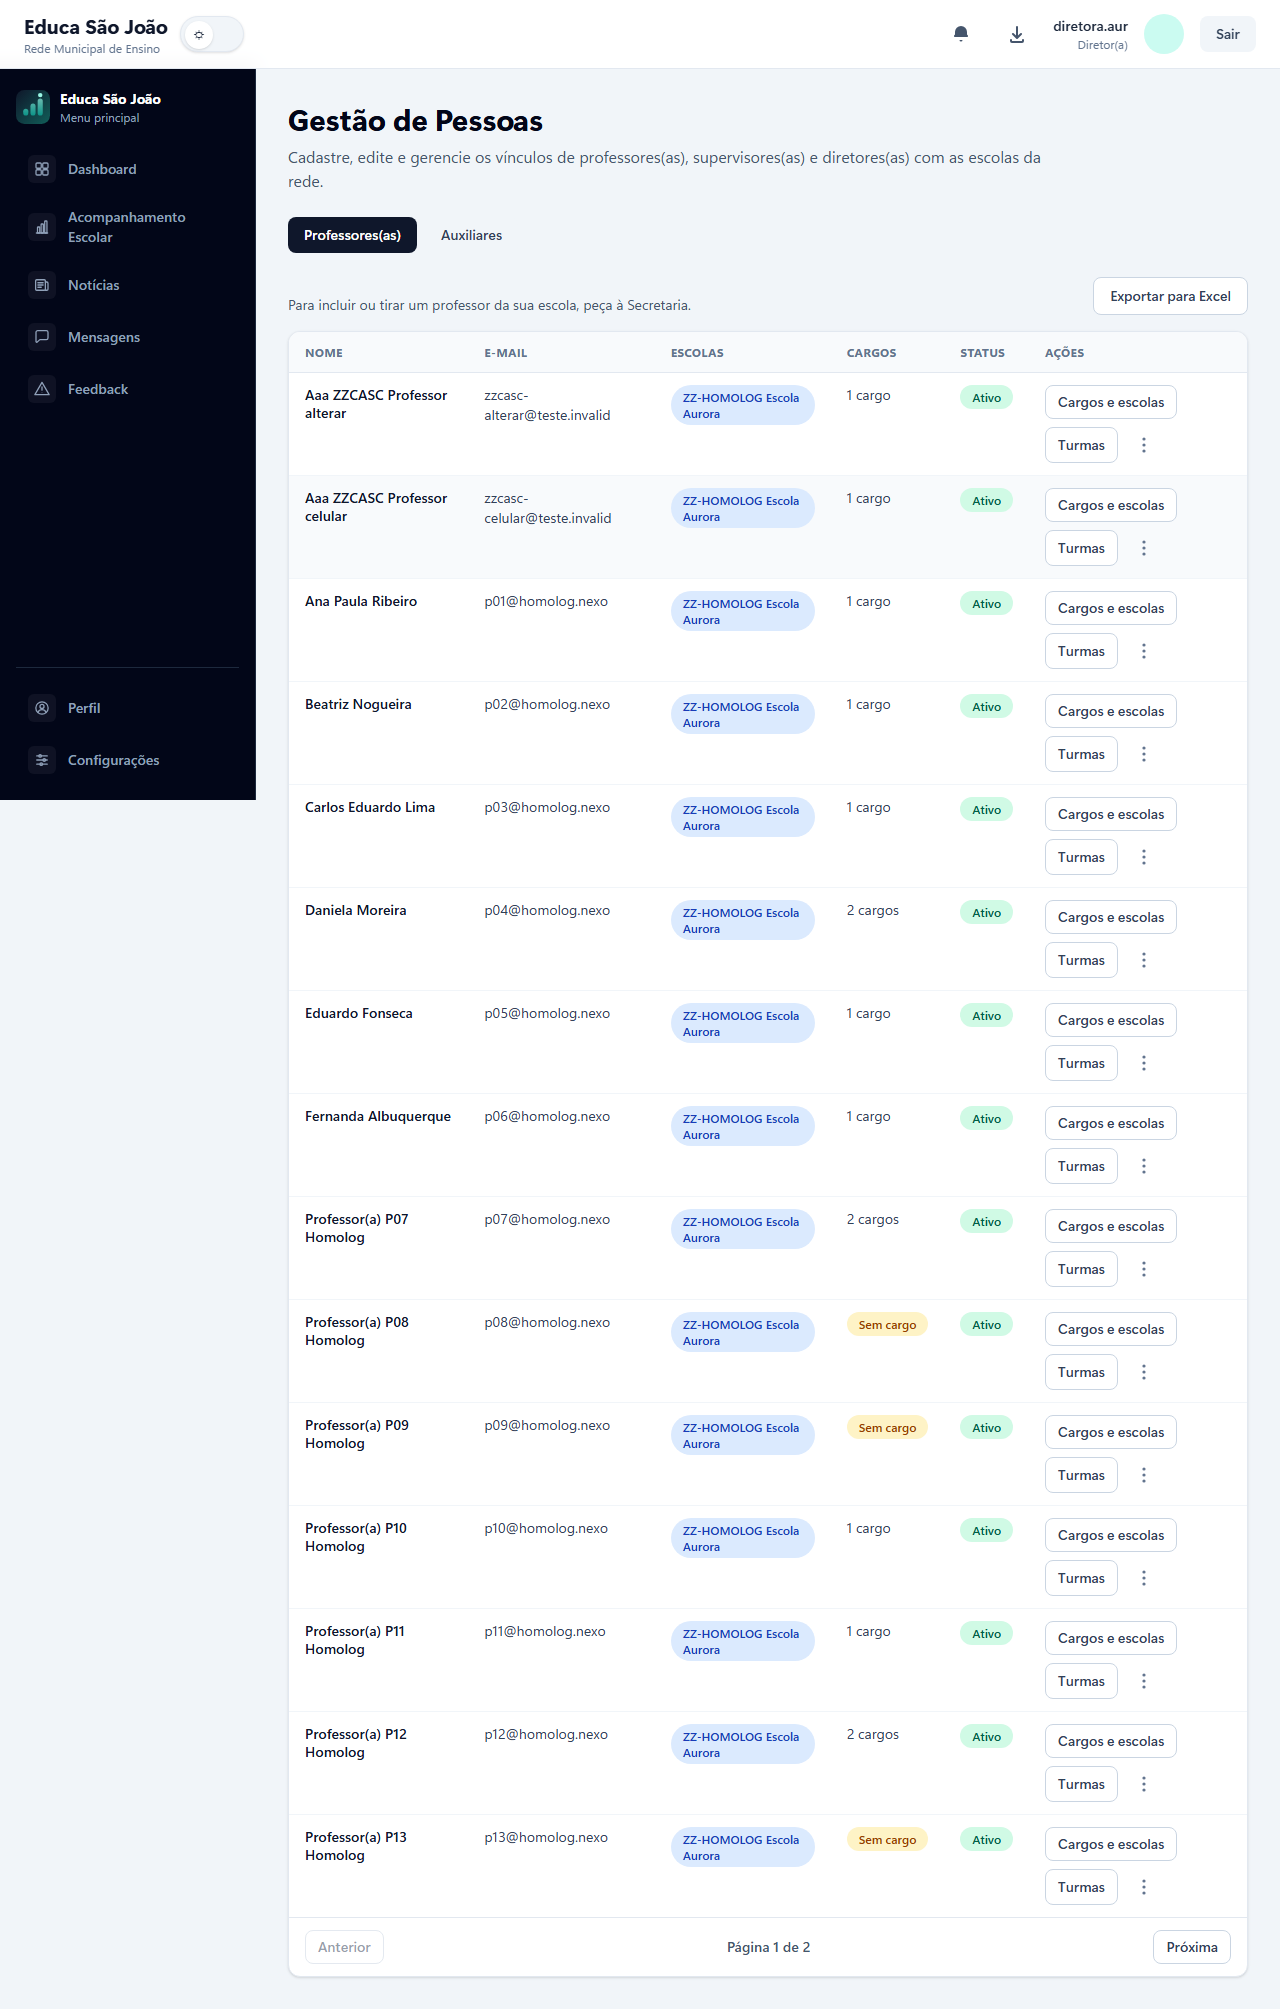 Educa São João
Rede Municipal de Ensino
diretora.aur
Diretor(a)
Sair
Educa São João
Menu principal
Dashboard
Acompanhamento
Escolar
Notícias
Mensagens
Feedback
Perfil
Configurações
Gestão de Pessoas
Cadastre, edite e gerencie os vínculos de professores(as), supervisores(as) e diretores(as) com as escolas da
rede.
Professores(as) Auxiliares
Para incluir ou tirar um professor da sua escola, peça à Secretaria.
Exportar para Excel
NOME E-MAIL ESCOLAS CARGOS STATUS AÇÕES
Aaa ZZCASC Professor zzcasc- ZZ-HOMOLOG Escola 1 cargo Ativo Cargos e escolas
alterar alterar@teste.invalid Aurora
Turmas
Aaa ZZCASC Professor zzcasc- ZZ-HOMOLOG Escola 1 cargo Ativo Cargos e escolas
celular celular@teste.invalid Aurora
Turmas
Ana Paula Ribeiro p01@homolog.nexo ZZ-HOMOLOG Escola 1 cargo Ativo Cargos e escolas
Aurora
Turmas
Beatriz Nogueira p02@homolog.nexo ZZ-HOMOLOG Escola 1 cargo Ativo Cargos e escolas
Aurora
Turmas
Carlos Eduardo Lima p03@homolog.nexo ZZ-HOMOLOG Escola 1 cargo Ativo Cargos e escolas
Aurora
Turmas
Daniela Moreira p04@homolog.nexo ZZ-HOMOLOG Escola 2 cargos Ativo Cargos e escolas
Aurora
Turmas
Eduardo Fonseca p05@homolog.nexo ZZ-HOMOLOG Escola 1 cargo Ativo Cargos e escolas
Aurora
Turmas
Fernanda Albuquerque p06@homolog.nexo ZZ-HOMOLOG Escola 1 cargo Ativo Cargos e escolas
Aurora
Turmas
Professor(a) P07 p07@homolog.nexo ZZ-HOMOLOG Escola 2 cargos Ativo Cargos e escolas
Homolog Aurora
Turmas
Professor(a) P08 p08@homolog.nexo ZZ-HOMOLOG Escola Sem cargo Ativo Cargos e escolas
Homolog Aurora
Turmas
Professor(a) P09 p09@homolog.nexo ZZ-HOMOLOG Escola Sem cargo Ativo Cargos e escolas
Homolog Aurora
Turmas
Professor(a) P10 p10@homolog.nexo ZZ-HOMOLOG Escola 1 cargo Ativo Cargos e escolas
Homolog Aurora
Turmas
Professor(a) P11 p11@homolog.nexo ZZ-HOMOLOG Escola 1 cargo Ativo Cargos e escolas
Homolog Aurora
Turmas
Professor(a) P12 p12@homolog.nexo ZZ-HOMOLOG Escola 2 cargos Ativo Cargos e escolas
Homolog Aurora
Turmas
Professor(a) P13 p13@homolog.nexo ZZ-HOMOLOG Escola Sem cargo Ativo Cargos e escolas
Homolog Aurora
Turmas
Anterior Página 1 de 2 Próxima